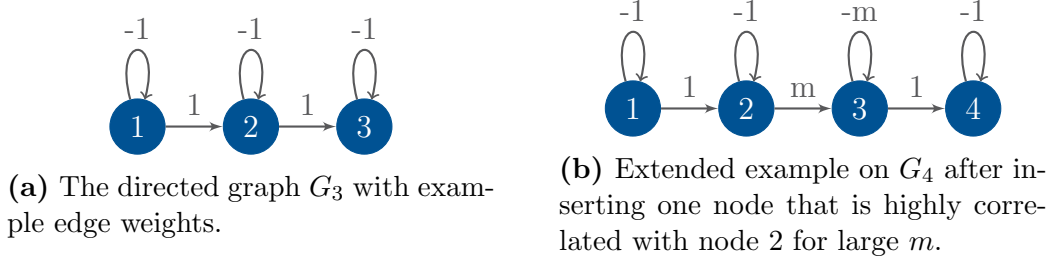 -1 -1 -1
1 1
1 2 3
(a) The directed graph G₃ with exam-
ple edge weights.
-1 -1 -m -1
1 m 1
1 2 3 4
(b) Extended example on G₄ after in-
serting one node that is highly corre-
lated with node 2 for large m.